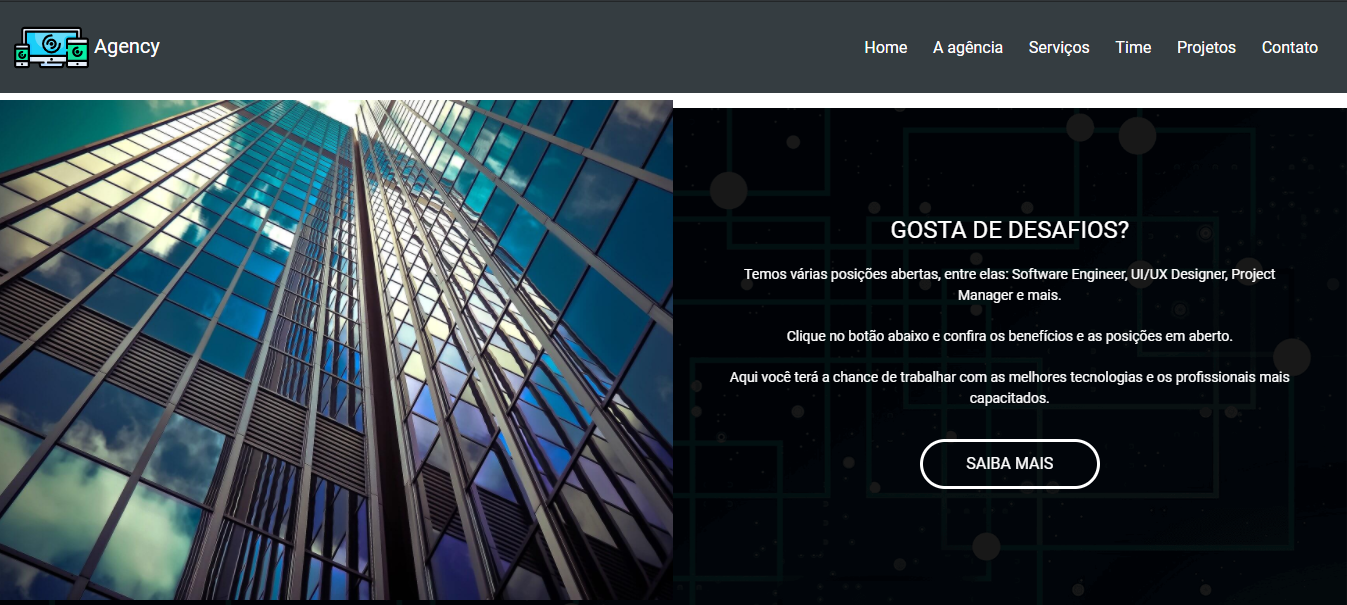 Agency
Home A agência Serviços Time Projetos Contato
GOSTA DE DESAFIOS?
Temos várias posições abertas, entre elas: Software Engineer, UI/UX Designer, Project
Manager e mais.
Clique no botão abaixo e confira os benefícios e as posições em aberto.
Aqui você terá a chance de trabalhar com as melhores tecnologias e os profissionais mais
capacitados.
SAIBA MAIS